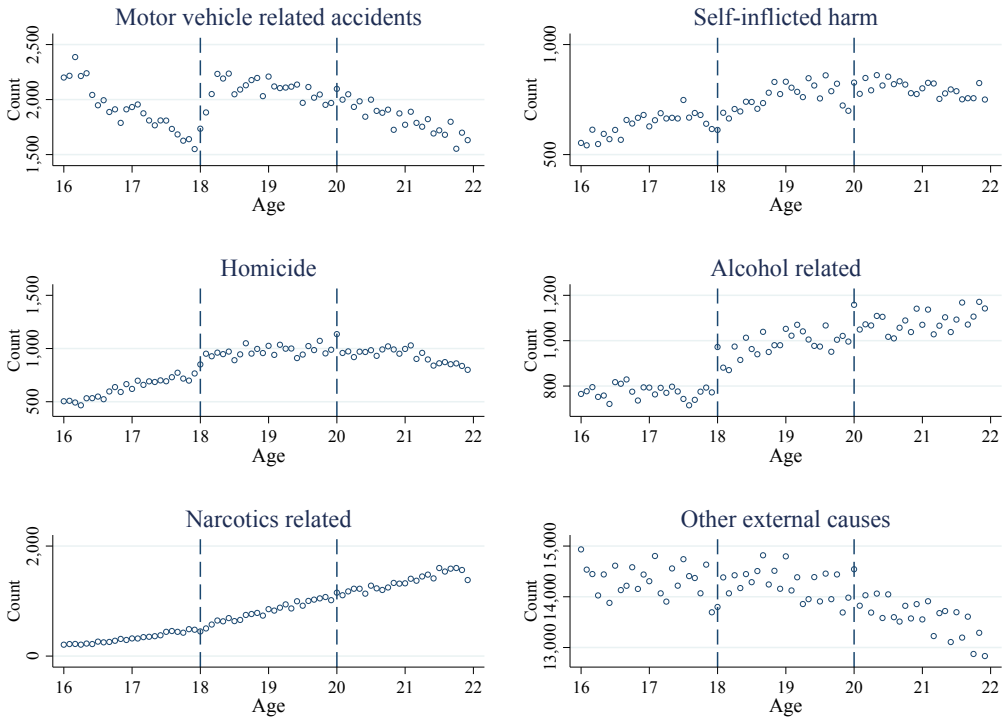 Motor vehicle related accidents
Count
2,500
2,000
1,500
16 18 19 20 21 22
Age
Self-inflicted harm
Count
1,000
500
16 17 18 19 20 21 22
Age
Homicide
Count
1,500
1,000
500
16 17 18 19 20 21 22
Age
Alcohol related
Count
1,200
1,000
800
16 17 18 19 20 21 22
Age
Narcotics related
Count
2,000
0
16 17 18 19 20 21 22
Age
Other external causes
Count
15,000
14,000
13,000
16 17 18 19 20 21 22
Age